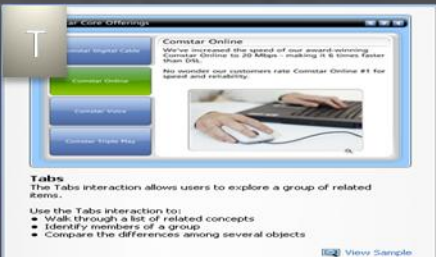 T
ar Core Offerings
Comstar Digital Cable
Comstar Online
Comstar Voice
Comstar Triple Play
Comstar Online
We've increased the speed of our award-winning
Comstar Online to 20 Mbps - making it 6 times faster
than DSL.
No wonder our customers rate Comstar Online #1 for
speed and reliability.
Tabs
The Tabs interaction allows users to explore a group of related
items.
Use the Tabs interaction to:
● Walk through a list of related concepts
● Identify members of a group
● Compare the differences among several objects
View Sample